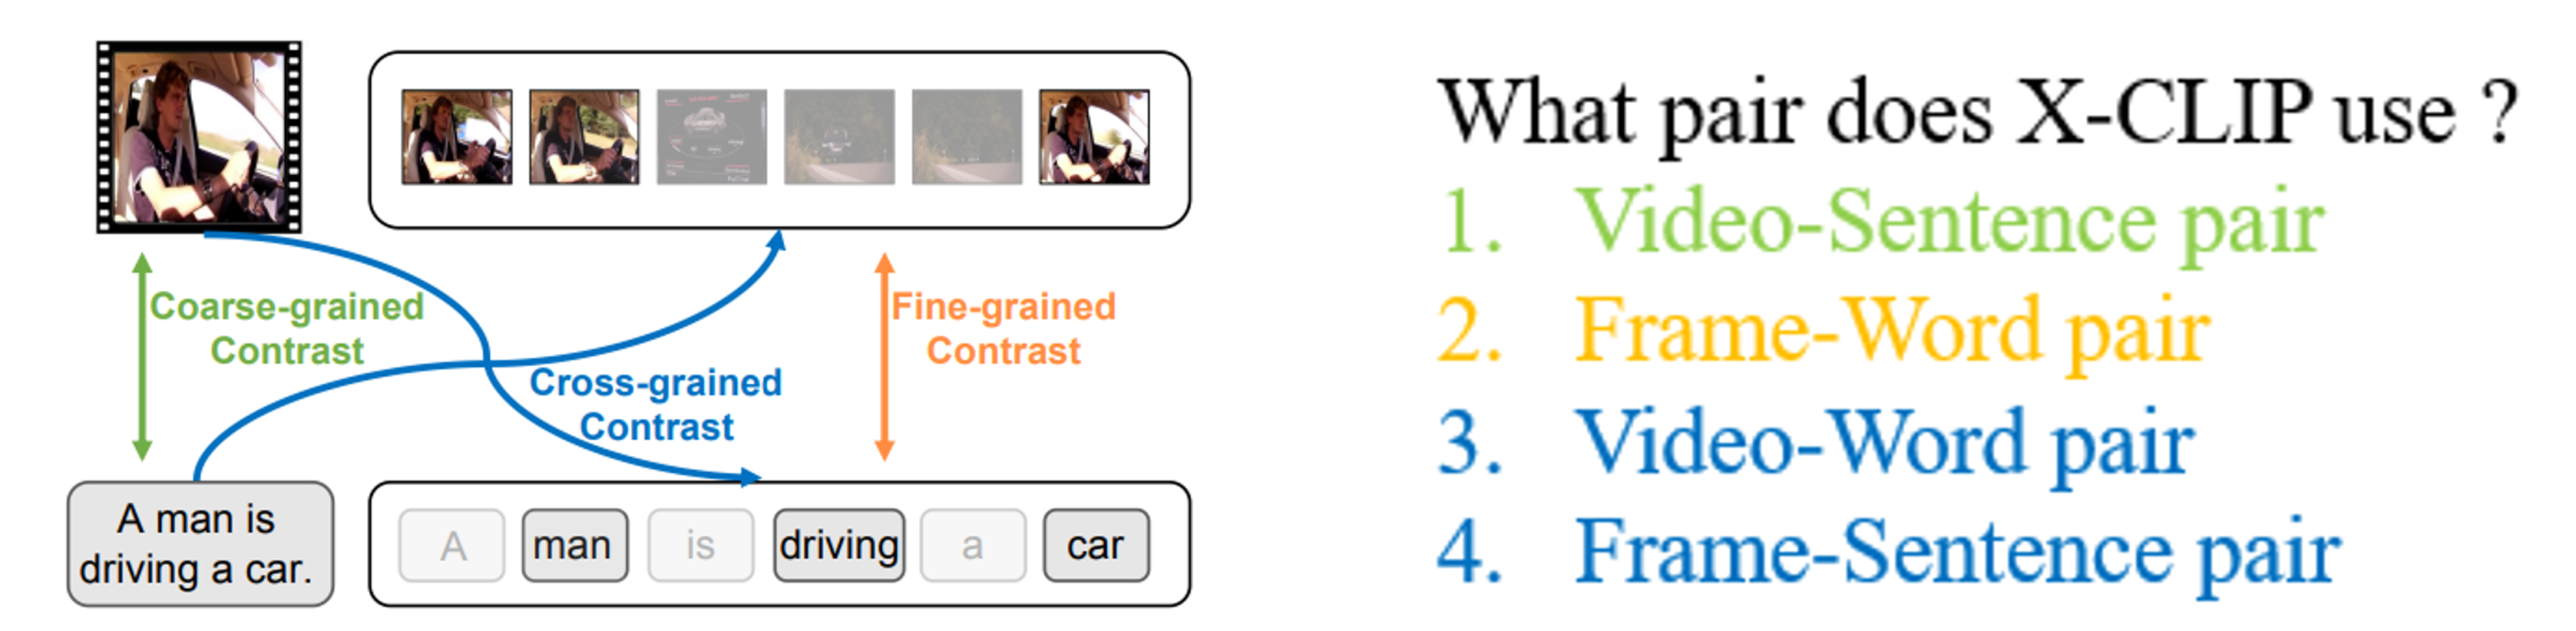 Coarse-grained
Contrast
Fine-grained
Contrast
Cross-grained
Contrast
A man is
driving a car.
A man is driving a car
What pair does X-CLIP use ?
1. Video-Sentence pair
2. Frame-Word pair
3. Video-Word pair
4. Frame-Sentence pair